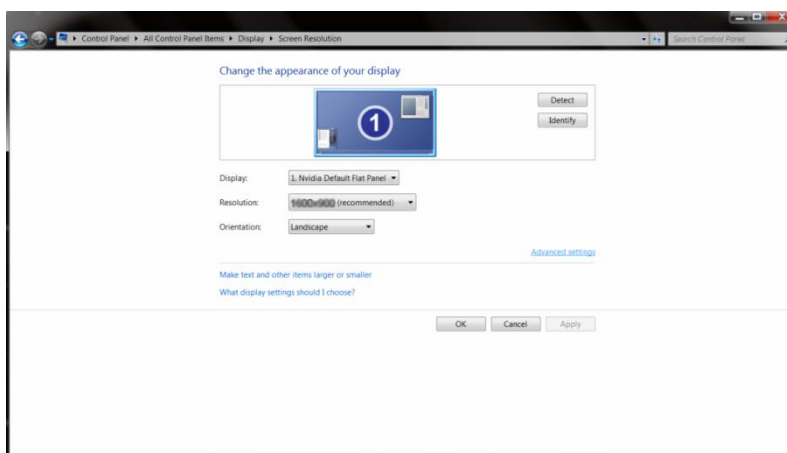 Control Panel All Control Panel Items Display Screen Resolution
Search Control Panel
Change the appearance of your display
1
Detect
Identify
Display: 1. Nvidia Default Flat Panel
Resolution: 1600x900 (recommended)
Orientation: Landscape
Advanced settings
Make text and other items larger or smaller
What display settings should I choose?
OK Cancel Apply